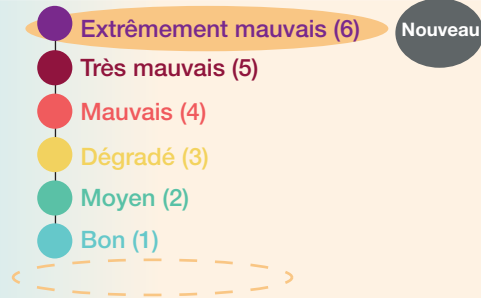 Extrêmement mauvais (6)
Nouveau
Très mauvais (5)
Mauvais (4)
Dégradé (3)
Moyen (2)
Bon (1)